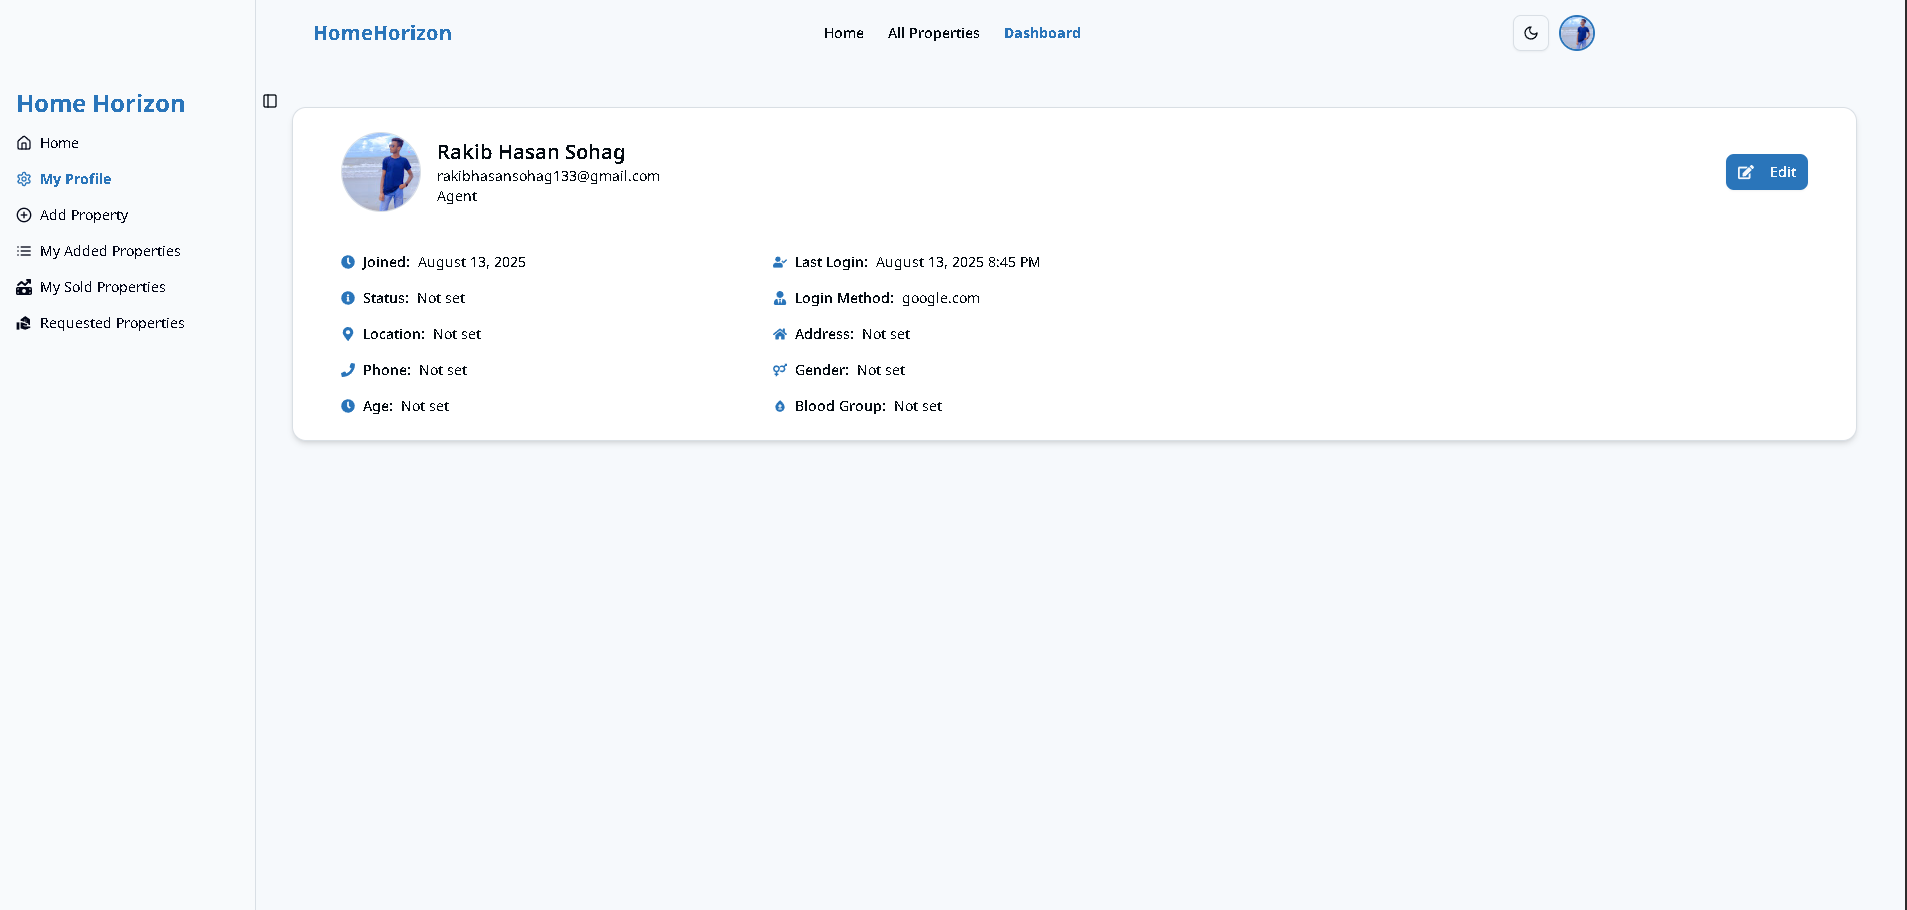 HomeHorizon
Home
All Properties
Dashboard
Home Horizon
Home
My Profile
Add Property
My Added Properties
My Sold Properties
Requested Properties
Rakib Hasan Sohag
rakibhasansohag133@gmail.com
Agent
Edit
Joined: August 13, 2025
Last Login: August 13, 2025 8:45 PM
Status: Not set
Login Method: google.com
Location: Not set
Address: Not set
Phone: Not set
Gender: Not set
Age: Not set
Blood Group: Not set